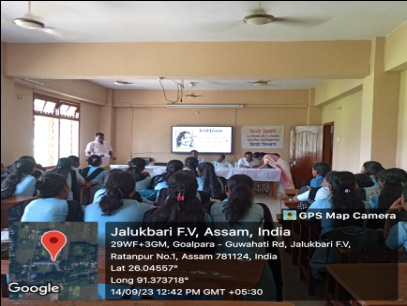 हिन्दी दिवस
हिन्दी विभाग
GPS Map Camera
Jalukbari F.V, Assam, India
29WF+3GM, Goalpara - Guwahati Rd, Jalukbari F.V,
Ratanpur No.1, Assam 781124, India
Lat 26.04557°
Long 91.373718°
14/09/23 12:42 PM GMT +05:30
Google